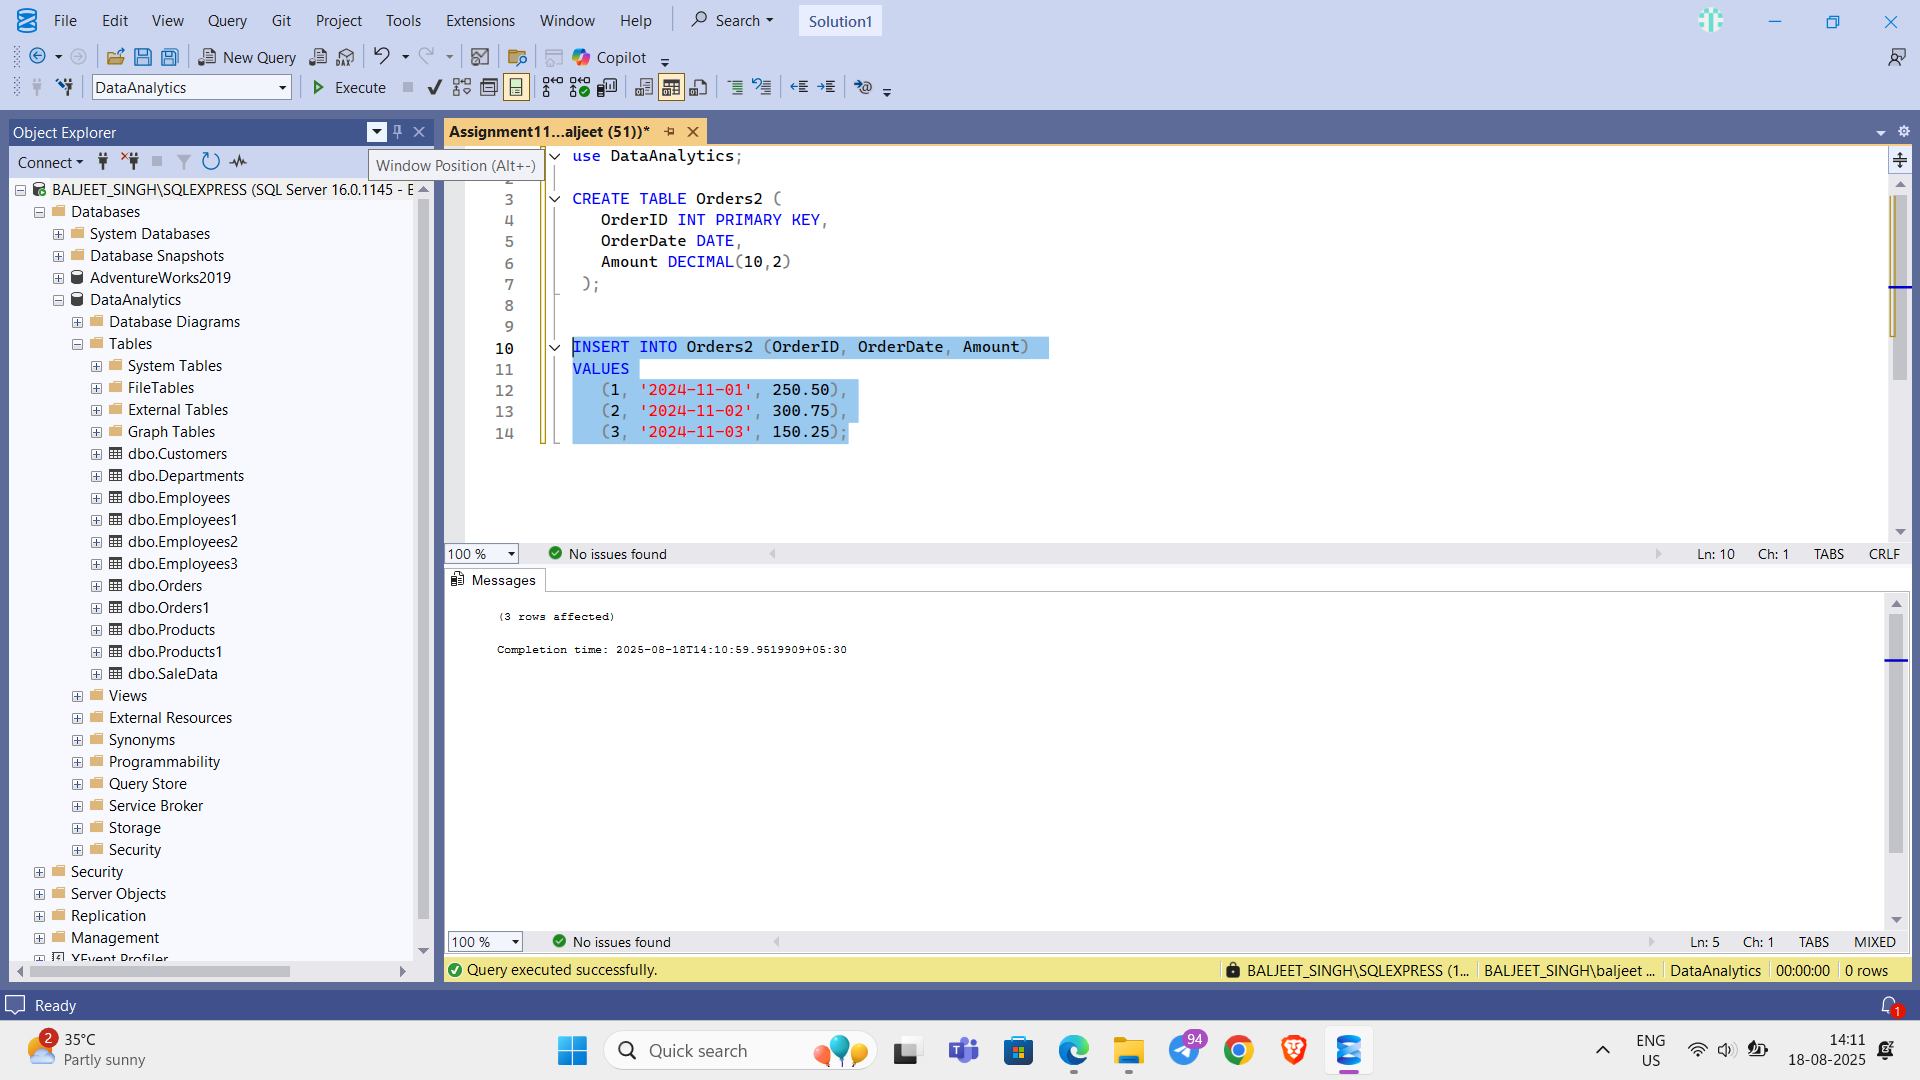 File Edit View Query Git Project Tools Extensions Window Help Search Solution1
New Query DAX Copilot
DataAnalytics Execute
Object Explorer
Assignment11...aljeet (51))*
Connect
Window Position (Alt+-)
BALJEET_SINGH\SQLEXPRESS (SQL Server 16.0.1145 - E
Databases
System Databases
Database Snapshots
AdventureWorks2019
DataAnalytics
Database Diagrams
Tables
System Tables
FileTables
External Tables
Graph Tables
dbo.Customers
dbo.Departments
dbo.Employees
dbo.Employees1
dbo.Employees2
dbo.Employees3
dbo.Orders
dbo.Orders1
dbo.Products
dbo.Products1
dbo.SaleData
Views
External Resources
Synonyms
Programmability
Query Store
Service Broker
Storage
Security
Security
Server Objects
Replication
Management
XEvent Profiler
use DataAnalytics;
2
3 CREATE TABLE Orders2 (
4 OrderID INT PRIMARY KEY,
5 OrderDate DATE,
6 Amount DECIMAL(10,2)
7 );
8
9
10 INSERT INTO Orders2 (OrderID, OrderDate, Amount)
11 VALUES
12 (1, '2024-11-01', 250.50),
13 (2, '2024-11-02', 300.75),
14 (3, '2024-11-03', 150.25);
100 % No issues found Ln: 10 Ch: 1 TABS CRLF
Messages
(3 rows affected)
Completion time: 2025-08-18T14:10:59.9519909+05:30
100 % No issues found Ln: 5 Ch: 1 TABS MIXED
Query executed successfully. BALJEET_SINGH\SQLEXPRESS (1... BALJEET_SINGH\baljeet ... DataAnalytics 00:00:00 0 rows
Ready 1
2 35°C
Partly sunny
Quick search
94
ENG
US
14:11
18-08-2025